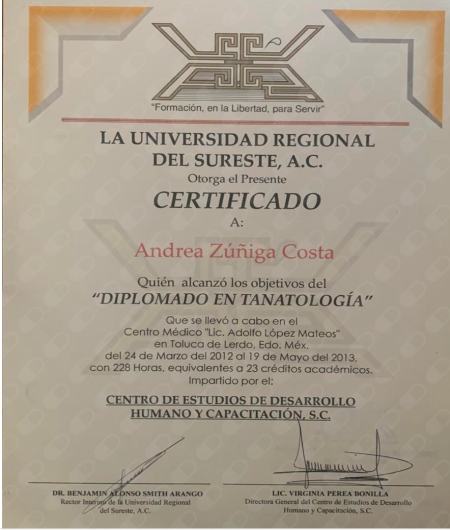 "Formación, en la Libertad, para Servir"
LA UNIVERSIDAD REGIONAL
DEL SURESTE, A.C.
Otorga el Presente
CERTIFICADO
A:
Andrea Zúñiga Costa
Quién alcanzó los objetivos del
"DIPLOMADO EN TANATOLOGÍA"
Que se llevó a cabo en el
Centro Médico "Lic. Adolfo López Mateos"
en Toluca de Lerdo, Edo. Méx.
del 24 de Marzo del 2012 al 19 de Mayo del 2013,
con 228 Horas, equivalentes a 23 créditos académicos.
Impartido por el:
CENTRO DE ESTUDIOS DE DESARROLLO
HUMANO Y CAPACITACIÓN, S.C.
DR. BENJAMIN ALONSO SMITH ARANGO
Rector Interino de la Universidad Regional
del Sureste, A.C.
LIC. VIRGINIA PEREA BONILLA
Directora General del Centro de Estudios de Desarrollo
Humano y Capacitación, S.C.